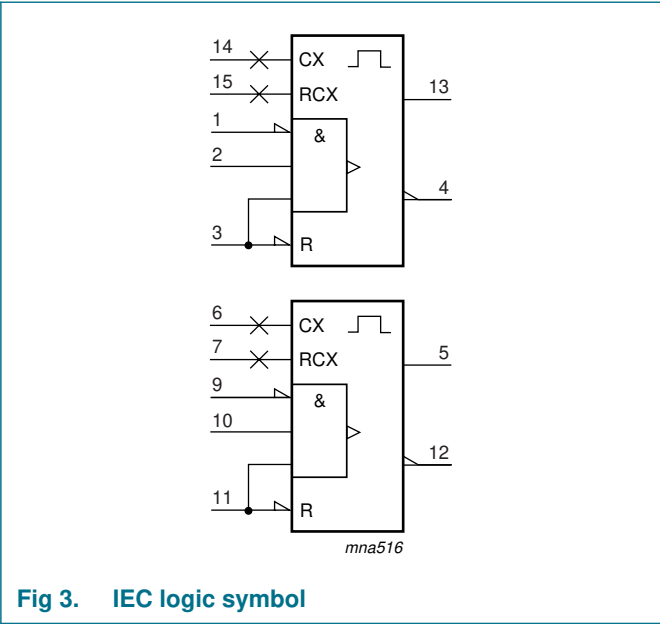 14 CX
15 RCX 13
1 &
2
4
3 R
6 CX
7 RCX 5
9 &
10
12
11 R
mna516
Fig 3. IEC logic symbol